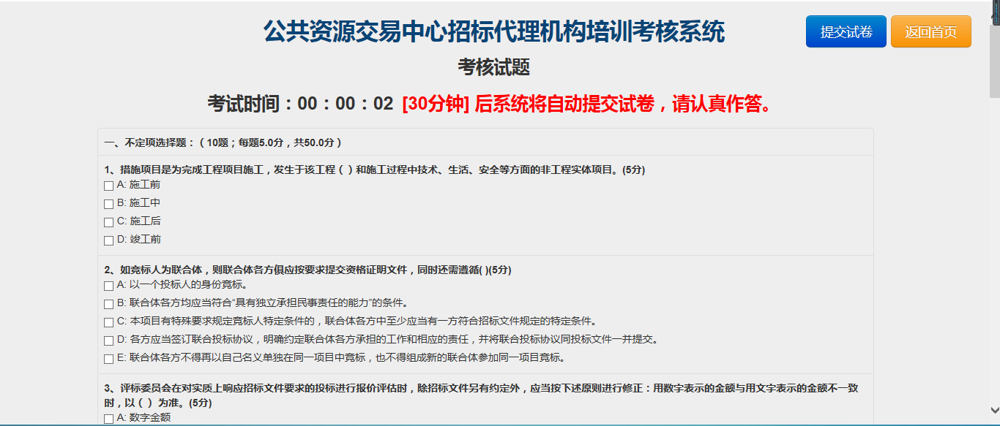 公共资源交易中心招标代理机构培训考核系统
提交试卷
返回首页
考核试题
考试时间：00：00：02 [30分钟] 后系统将自动提交试卷，请认真作答。
一、不定项选择题：（10题；每题5.0分，共50.0分）
1、措施项目是为完成工程项目施工，发生于该工程（ ）和施工过程中技术、生活、安全等方面的非工程实体项目。(5分)
A: 施工前
B: 施工中
C: 施工后
D: 竣工前
2、如竞标人为联合体，则联合体各方俱应按要求提交资格证明文件，同时还需遵循( )(5分)
A: 以一个投标人的身份竞标。
B: 联合体各方均应当符合“具有独立承担民事责任的能力”的条件。
C: 本项目有特殊要求规定竞标人特定条件的，联合体各方中至少应当有一方符合招标文件规定的特定条件。
D: 各方应当签订联合投标协议，明确约定联合体各方承担的工作和相应的责任，并将联合投标协议同投标文件一并提交。
E: 联合体各方不得再以自己名义单独在同一项目中竞标，也不得组成新的联合体参加同一项目竞标。
3、评标委员会在对实质上响应招标文件要求的投标进行报价评估时，除招标文件另有约定外，应当按下述原则进行修正：用数字表示的金额与用文字表示的金额不一致
时，以（ ）为准。(5分)
A: 数字金额